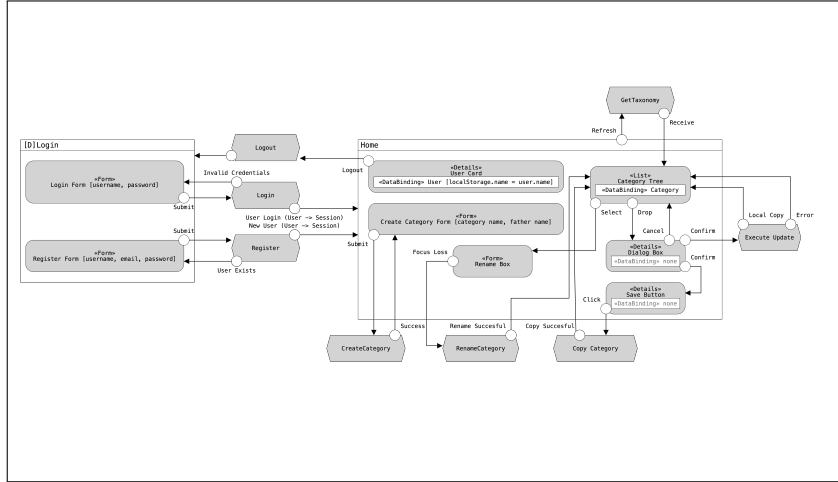 GetTaxonomy
Receive
Refresh
[D]Login
Home
Logout
Logout
«Details»
User Card
«DataBinding» User [localStorage.name = user.name]
«List»
Category Tree
«DataBinding» Category
«Form»
Login Form [username, password]
Submit
Invalid Credentials
Login
User Login (User -> Session)
New User (User -> Session)
«Form»
Create Category Form [category name, father name]
Submit
Select
Drop
Cancel
Confirm
Local Copy
Error
Execute Update
Submit
«Form»
Register Form [username, email, password]
Register
User Exists
Focus Loss
«Form»
Rename Box
«Details»
Dialog Box
«DataBinding» none
Confirm
«Details»
Save Button
«DataBinding» none
Click
Success
Rename Succesful
Copy Succesful
CreateCategory
RenameCategory
Copy Category